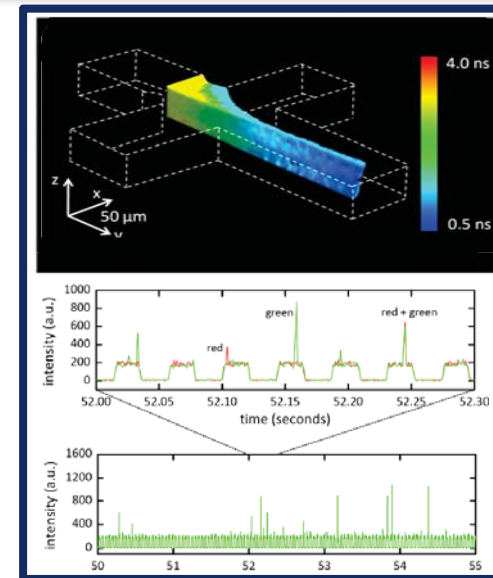 4.0 ns
z
x
50 µm
0.5 ns
1000
800
600
400
200
0
intensity (a.u.)
green
red + green
red
52.00 52.05 52.10 52.15 52.20 52.25 52.30
time (seconds)
1600
1200
800
400
0
intensity (a.u.)
50 51 52 53 54 55